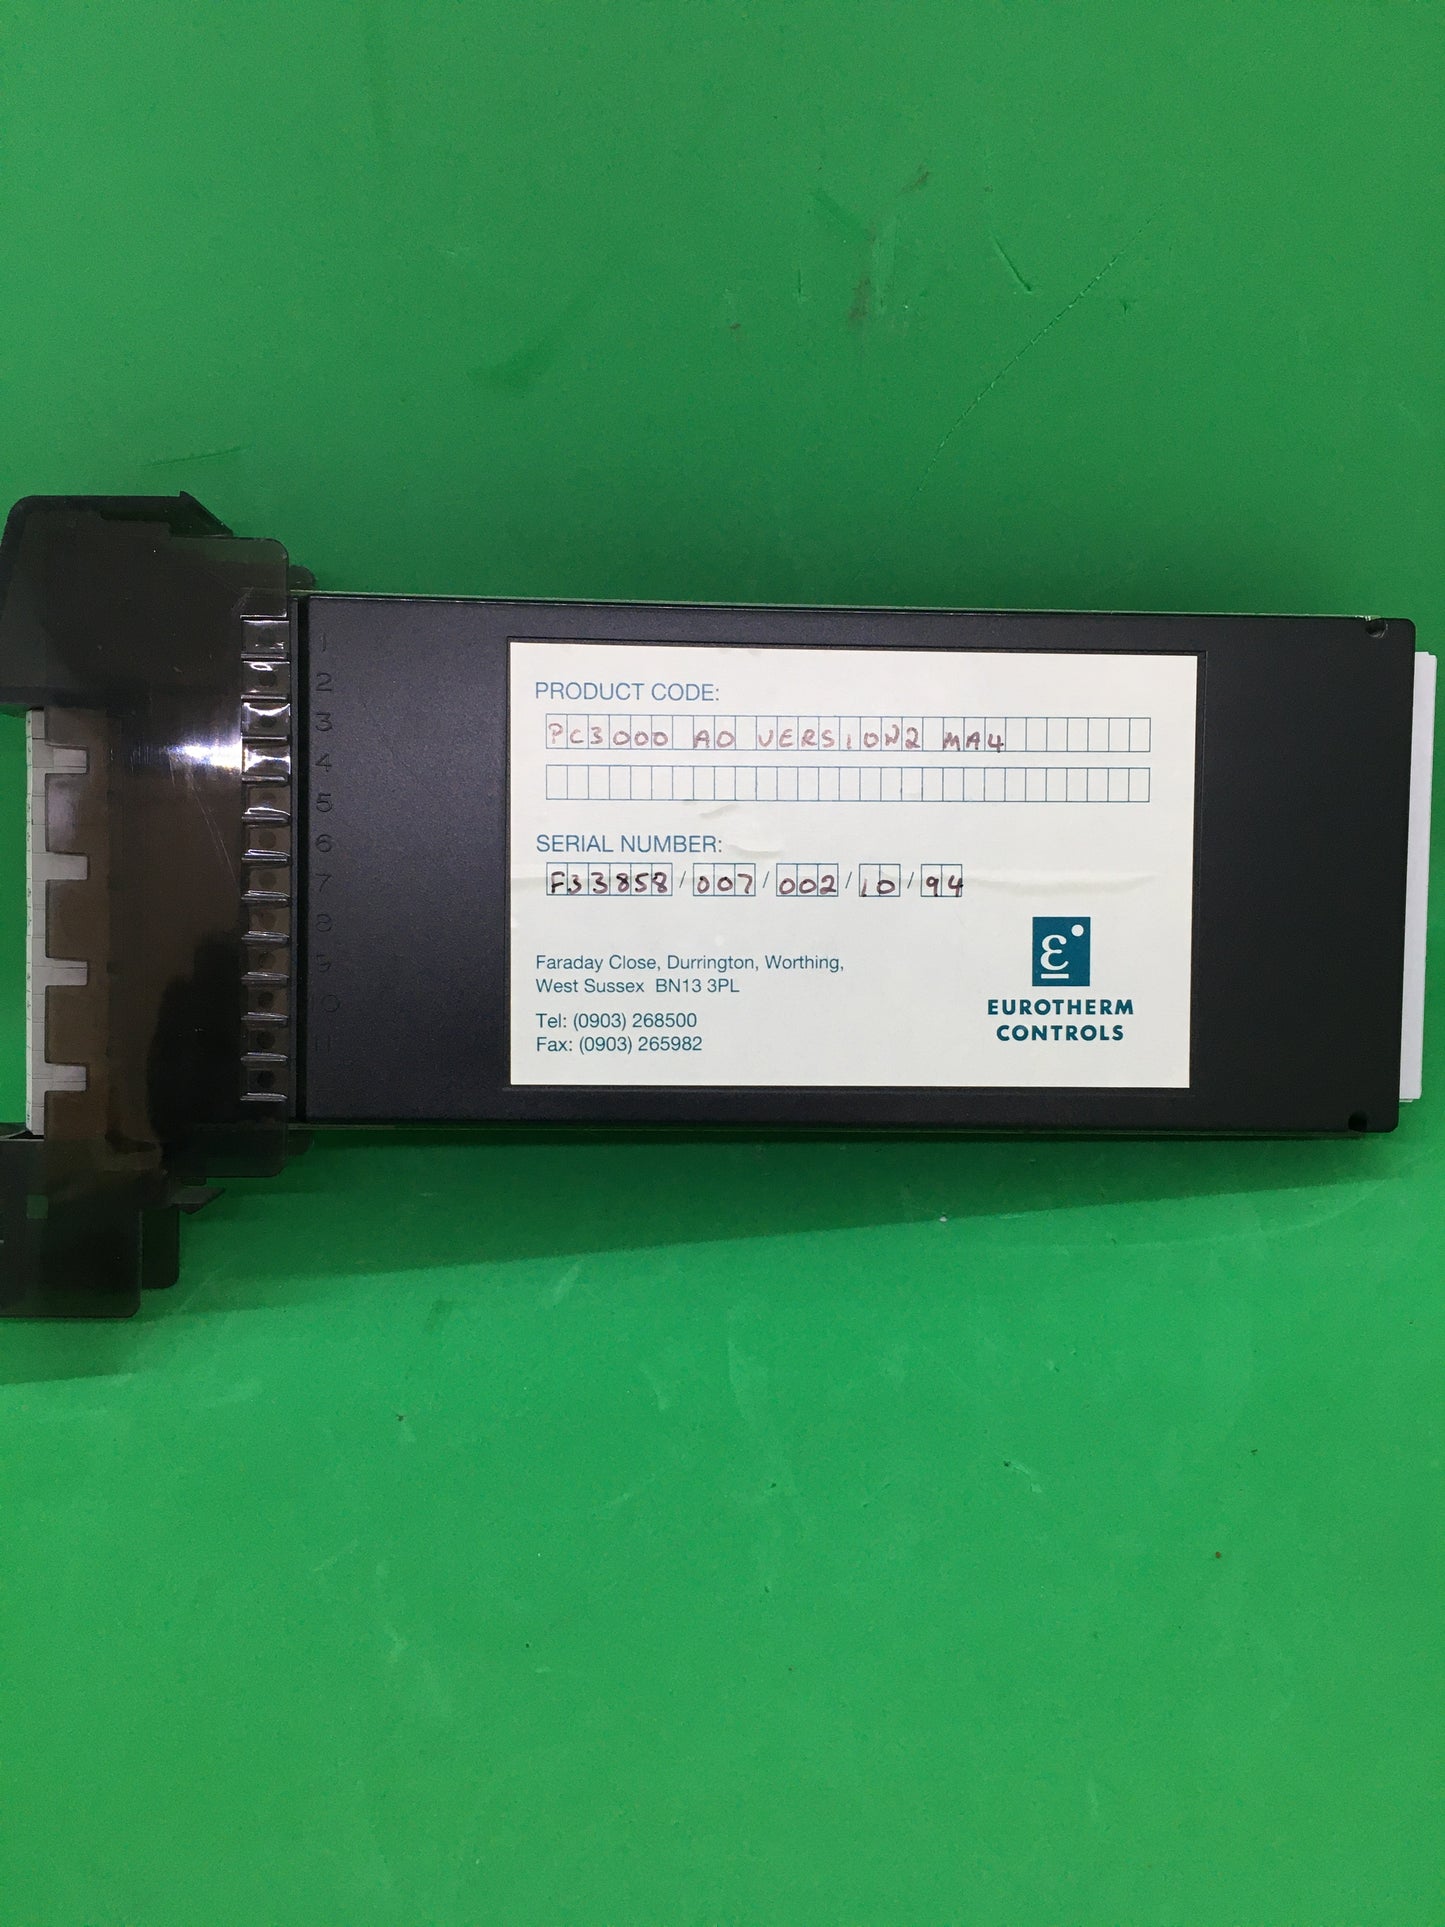 1
2
3
4
5
6
7
8
9
10
11
PRODUCT CODE:
PC3000 AO VERSION2 MA4
SERIAL NUMBER:
F33858/007/002/10/94
Faraday Close, Durrington, Worthing,
West Sussex BN13 3PL
Tel: (0903) 268500
Fax: (0903) 265982
ε
EUROTHERM
CONTROLS